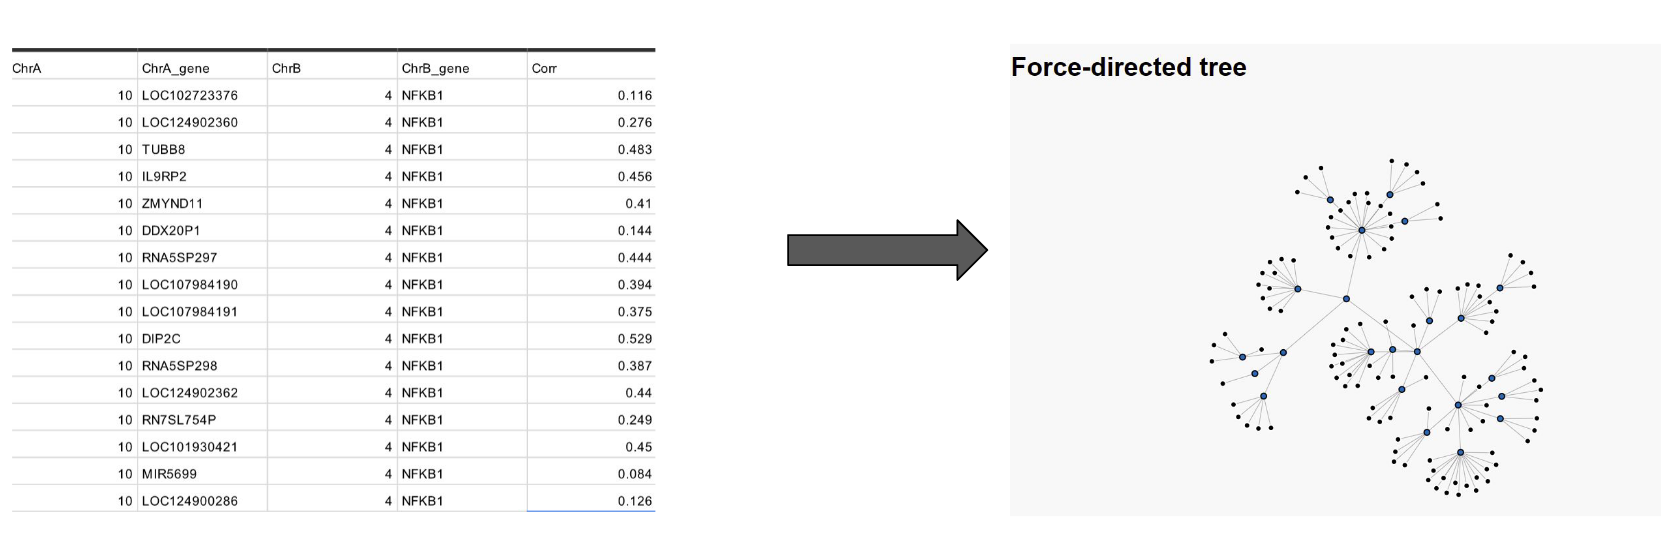 ChrA ChrA_gene ChrB ChrB_gene Corr
10 LOC102723376 4 NFKB1 0.116
10 LOC124902360 4 NFKB1 0.276
10 TUBB8 4 NFKB1 0.483
10 IL9RP2 4 NFKB1 0.456
10 ZMYND11 4 NFKB1 0.41
10 DDX20P1 4 NFKB1 0.144
10 RNA5SP297 4 NFKB1 0.444
10 LOC107984190 4 NFKB1 0.394
10 LOC107984191 4 NFKB1 0.375
10 DIP2C 4 NFKB1 0.529
10 RNA5SP298 4 NFKB1 0.387
10 LOC124902362 4 NFKB1 0.44
10 RN7SL754P 4 NFKB1 0.249
10 LOC101930421 4 NFKB1 0.45
10 MIR5699 4 NFKB1 0.084
10 LOC124900286 4 NFKB1 0.126
Force-directed tree